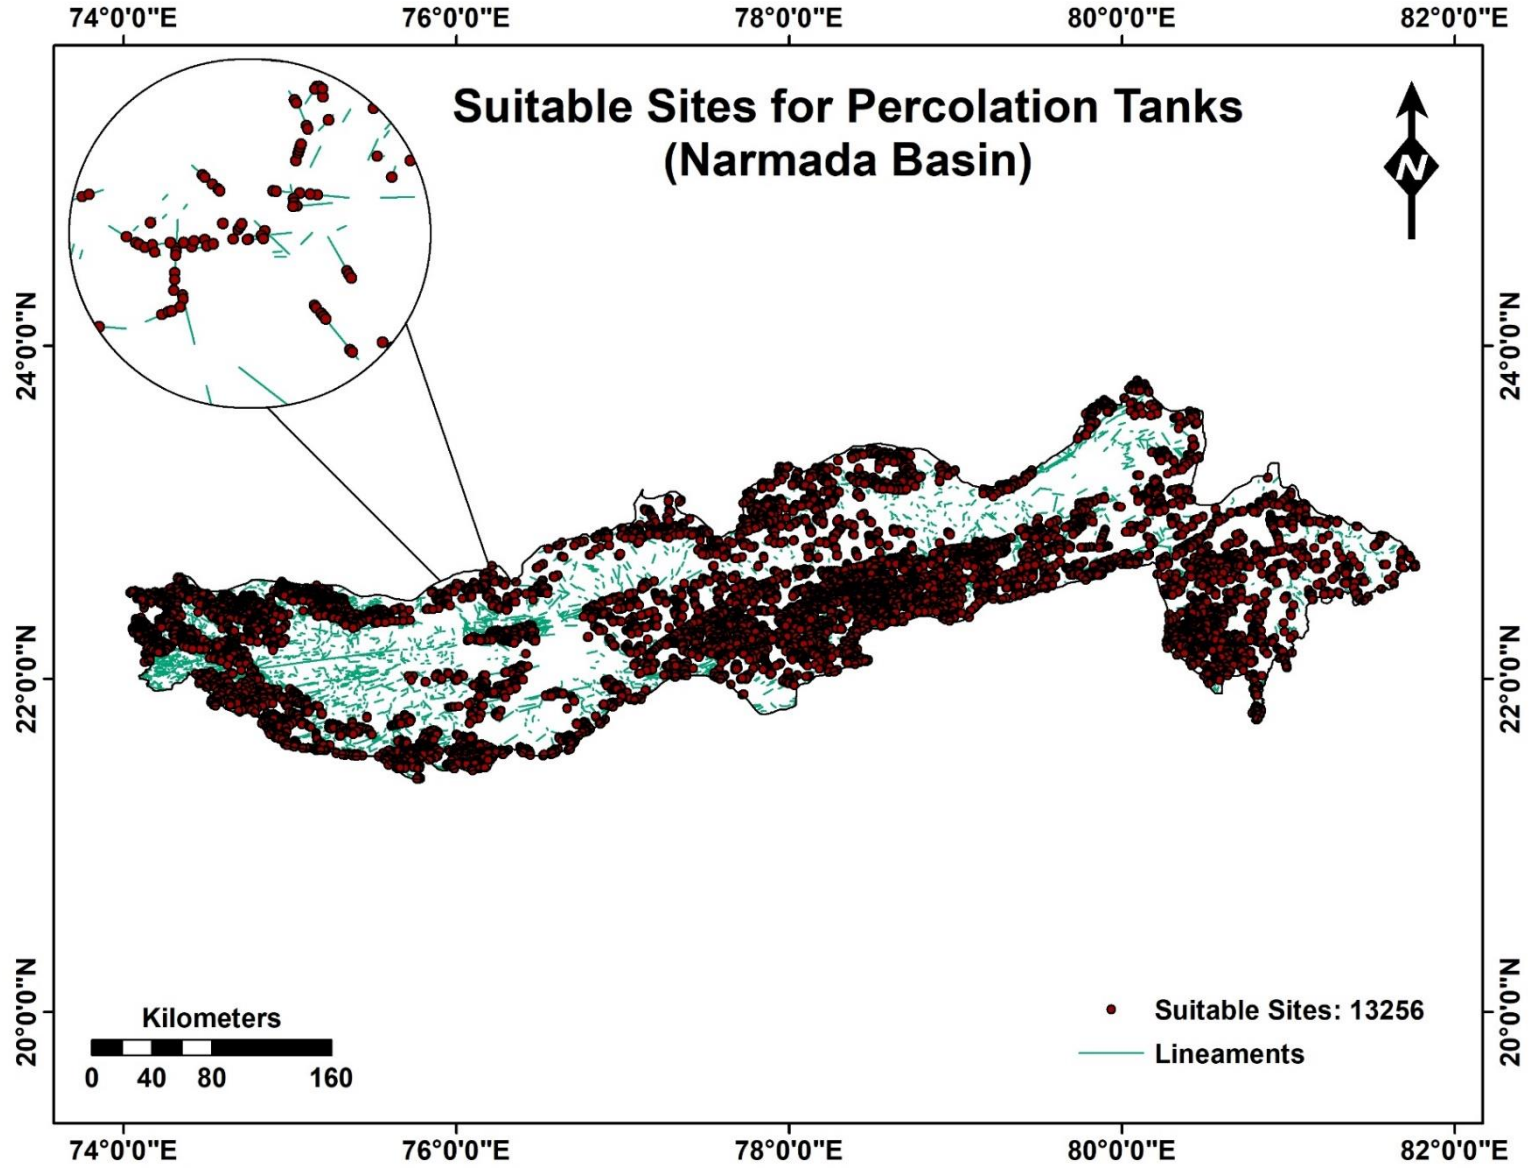 74°0'0"E 76°0'0"E 78°0'0"E 80°0'0"E 82°0'0"E
Suitable Sites for Percolation Tanks
(Narmada Basin)
N
24°0'0"N 24°0'0"N
22°0'0"N 22°0'0"N
20°0'0"N 20°0'0"N
Kilometers
0 40 80 160
Suitable Sites: 13256
Lineaments
74°0'0"E 76°0'0"E 78°0'0"E 80°0'0"E 82°0'0"E